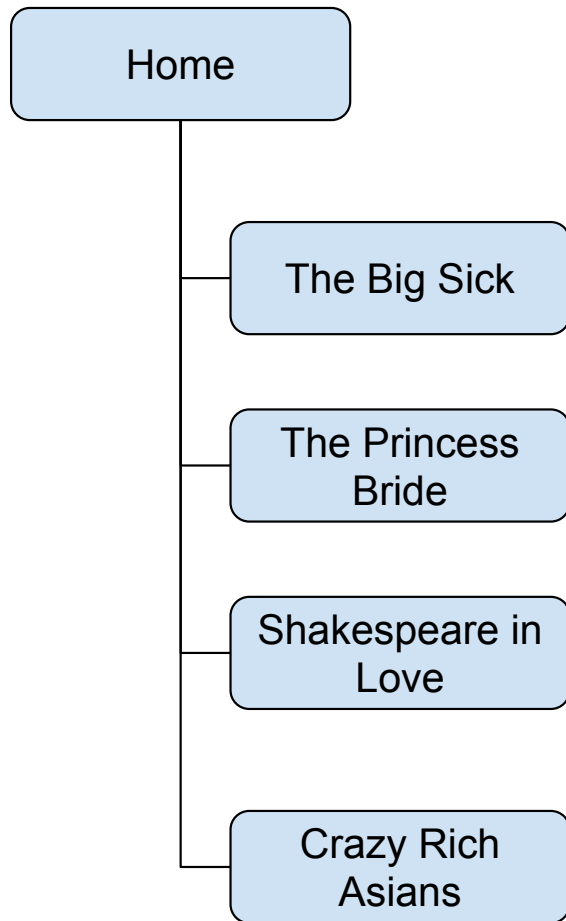 Home
The Big Sick
The Princess
Bride
Shakespeare in
Love
Crazy Rich
Asians